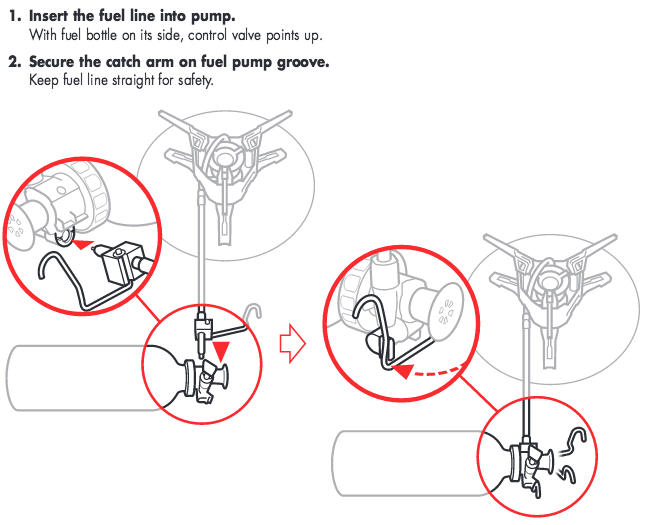 1. Insert the fuel line into pump.
With fuel bottle on its side, control valve points up.
2. Secure the catch arm on fuel pump groove.
Keep fuel line straight for safety.